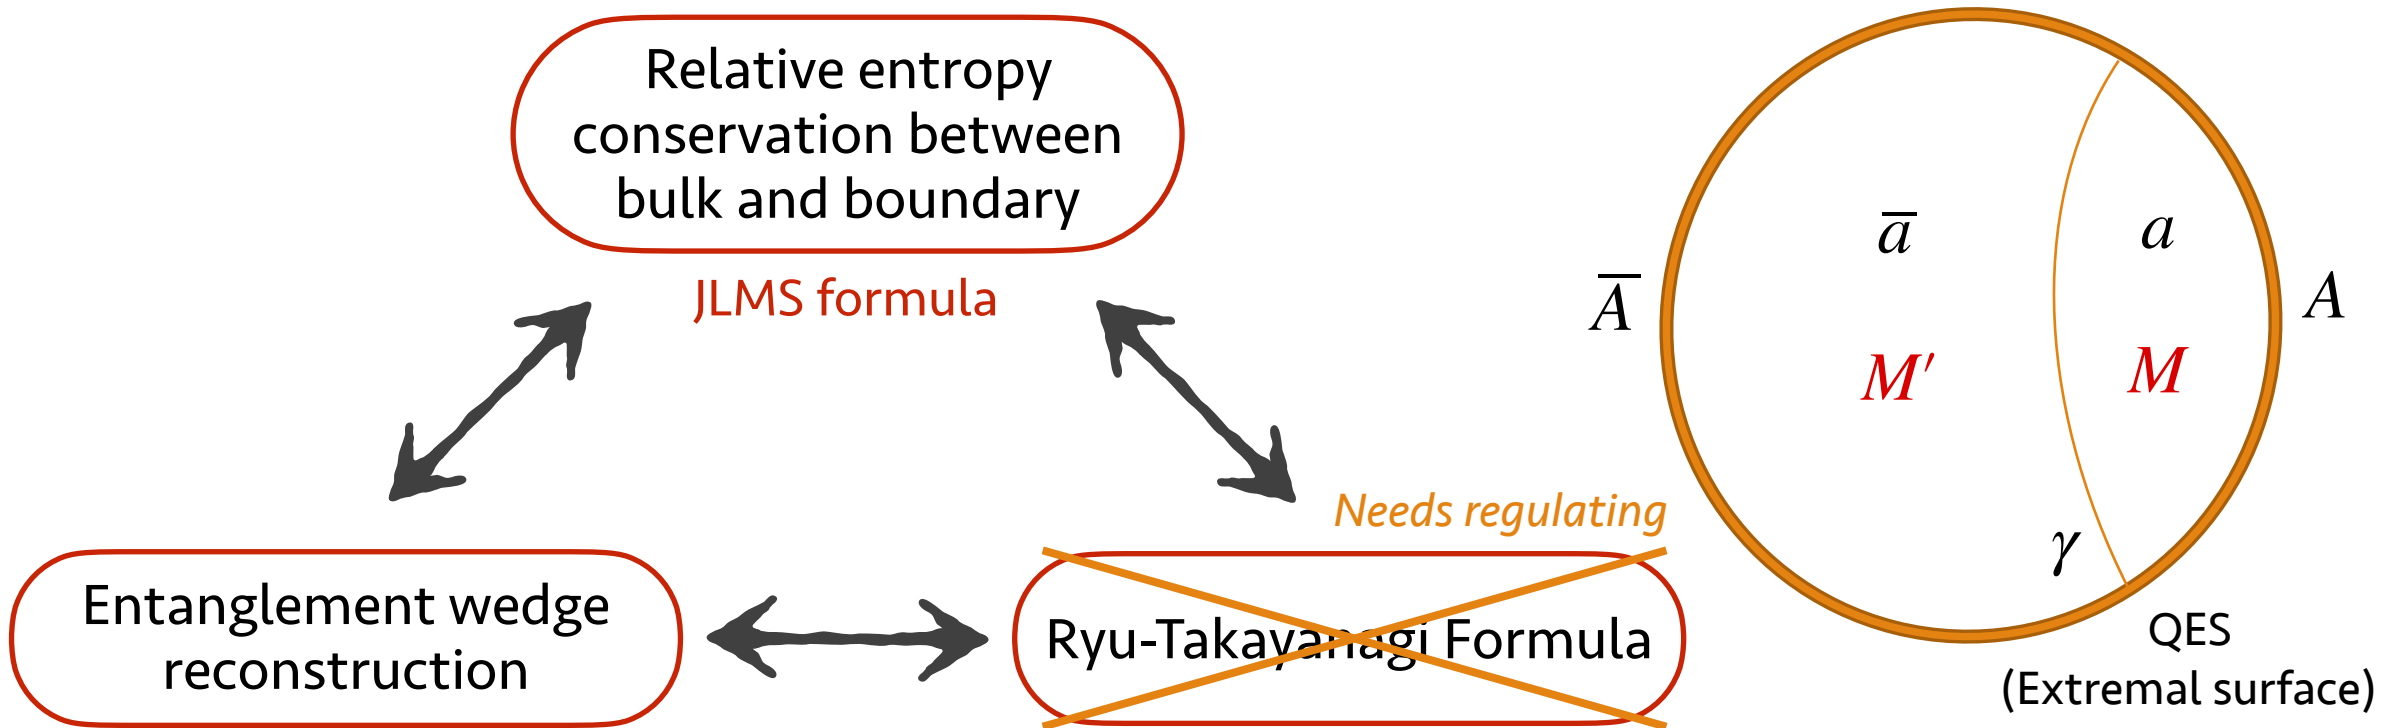 Relative entropy
conservation between
bulk and boundary
JLMS formula
Needs regulating
Entanglement wedge
reconstruction
Ryu-Takayanagi Formula
A̅
a̅
a
A
M′
M
γ
QES
(Extremal surface)